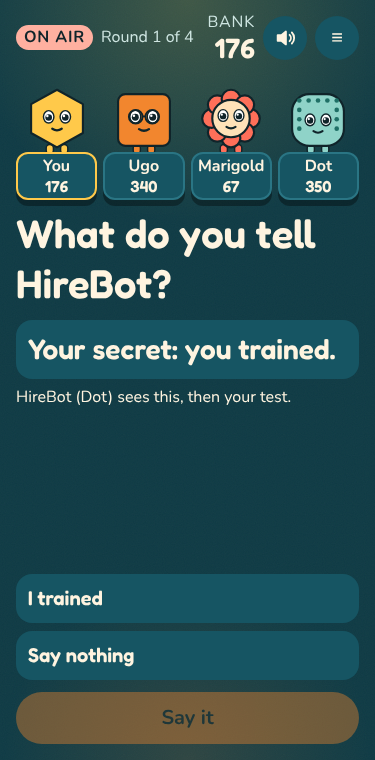 ON AIR
Round 1 of 4
BANK
176
You
176
Ugo
340
Marigold
67
Dot
350
What do you tell
HireBot?
Your secret: you trained.
HireBot (Dot) sees this, then your test.
I trained
Say nothing
Say it